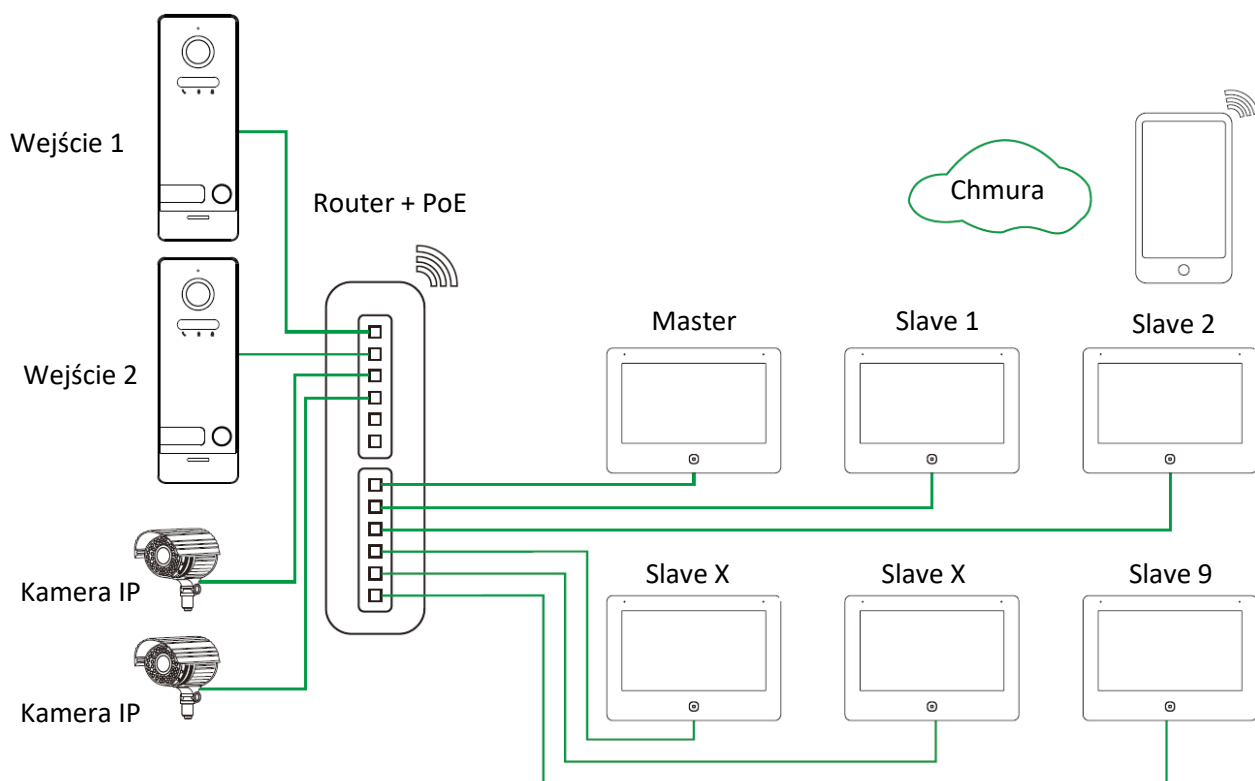 Wejście 1
Router + PoE
Chmura
Wejście 2
Master
Slave 1
Slave 2
Kamera IP
Slave X
Slave X
Slave 9
Kamera IP